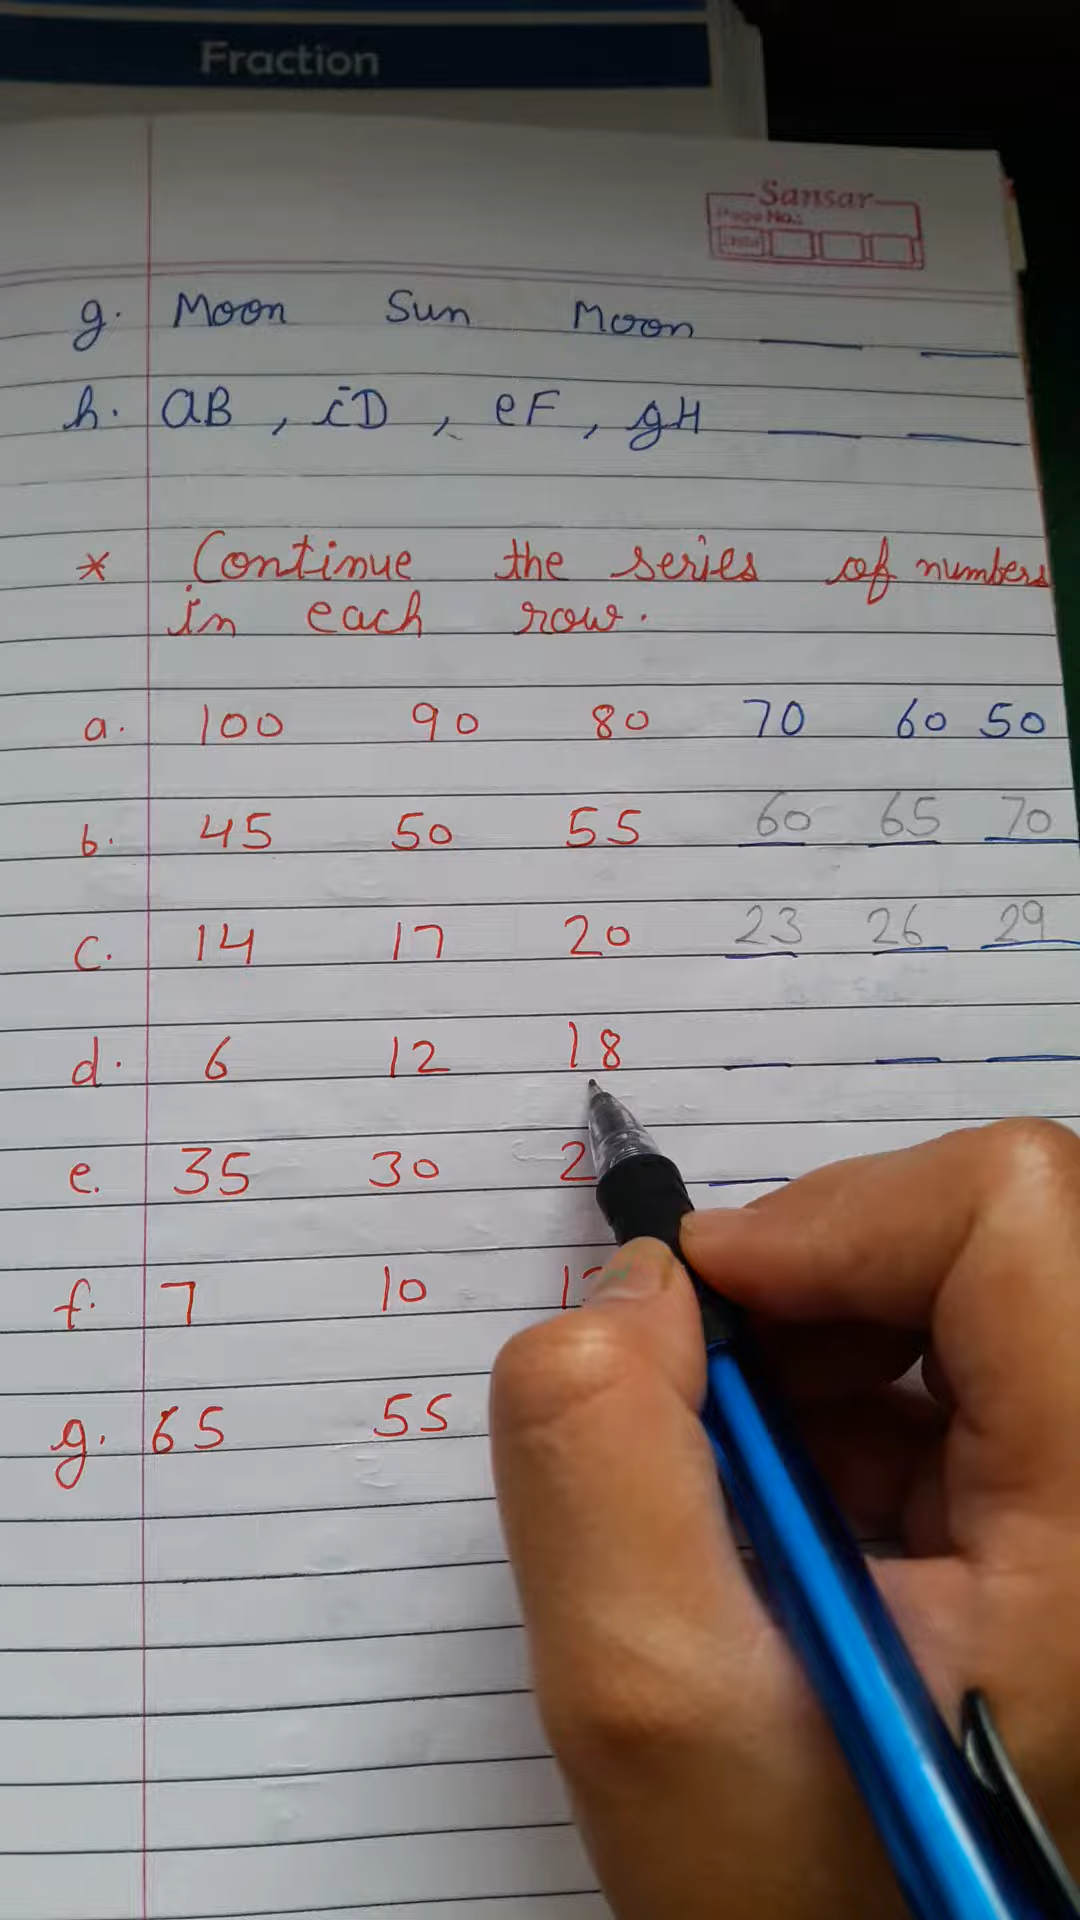 Fraction
Sansar
Page No.:
Date
g. Moon Sun Moon
h. aB , cD , eF , gH
* Continue the series of numbers
in each row.
a. 100 90 80 70 60 50
b. 45 50 55 60 65 70
c. 14 17 20 23 26 29
d. 6 12 18
e. 35 30
f. 7 10
g. 65 55